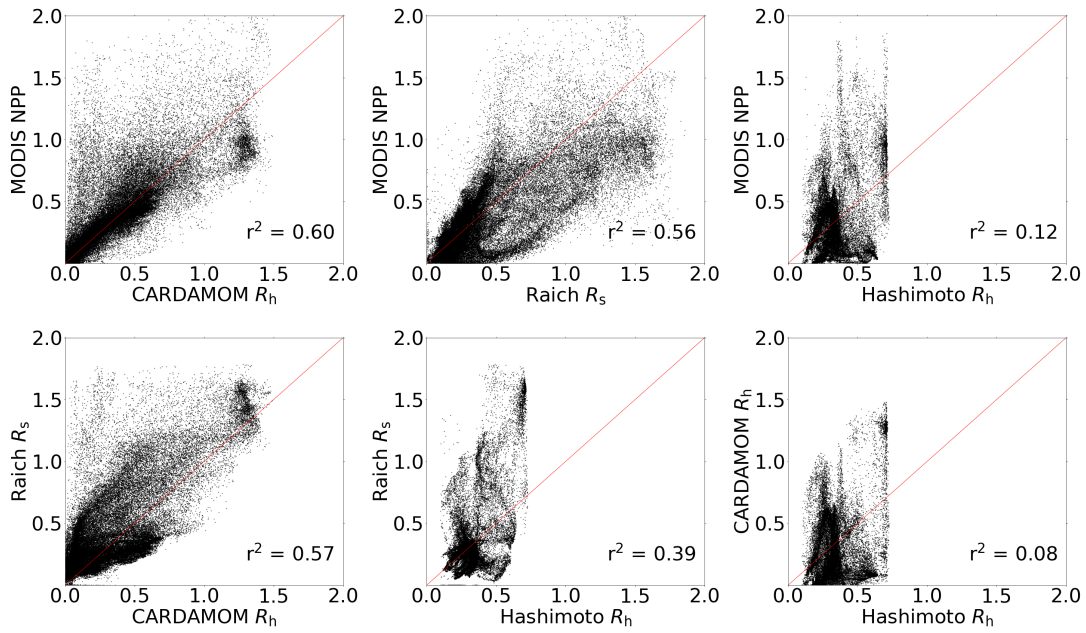 2.0
1.5
1.0
0.5
MODIS NPP
r² = 0.60
0.0 0.5 1.0 1.5 2.0
CARDAMOM Rh
2.0
1.5
1.0
0.5
MODIS NPP
r² = 0.56
0.0 0.5 1.0 1.5 2.0
Raich Rs
2.0
1.5
1.0
0.5
MODIS NPP
r² = 0.12
0.0 0.5 1.0 1.5 2.0
Hashimoto Rh
2.0
1.5
1.0
0.5
Raich Rs
r² = 0.57
0.0 0.5 1.0 1.5 2.0
CARDAMOM Rh
2.0
1.5
1.0
0.5
Raich Rs
r² = 0.39
0.0 0.5 1.0 1.5 2.0
Hashimoto Rh
2.0
1.5
1.0
0.5
CARDAMOM Rh
r² = 0.08
0.0 0.5 1.0 1.5 2.0
Hashimoto Rh